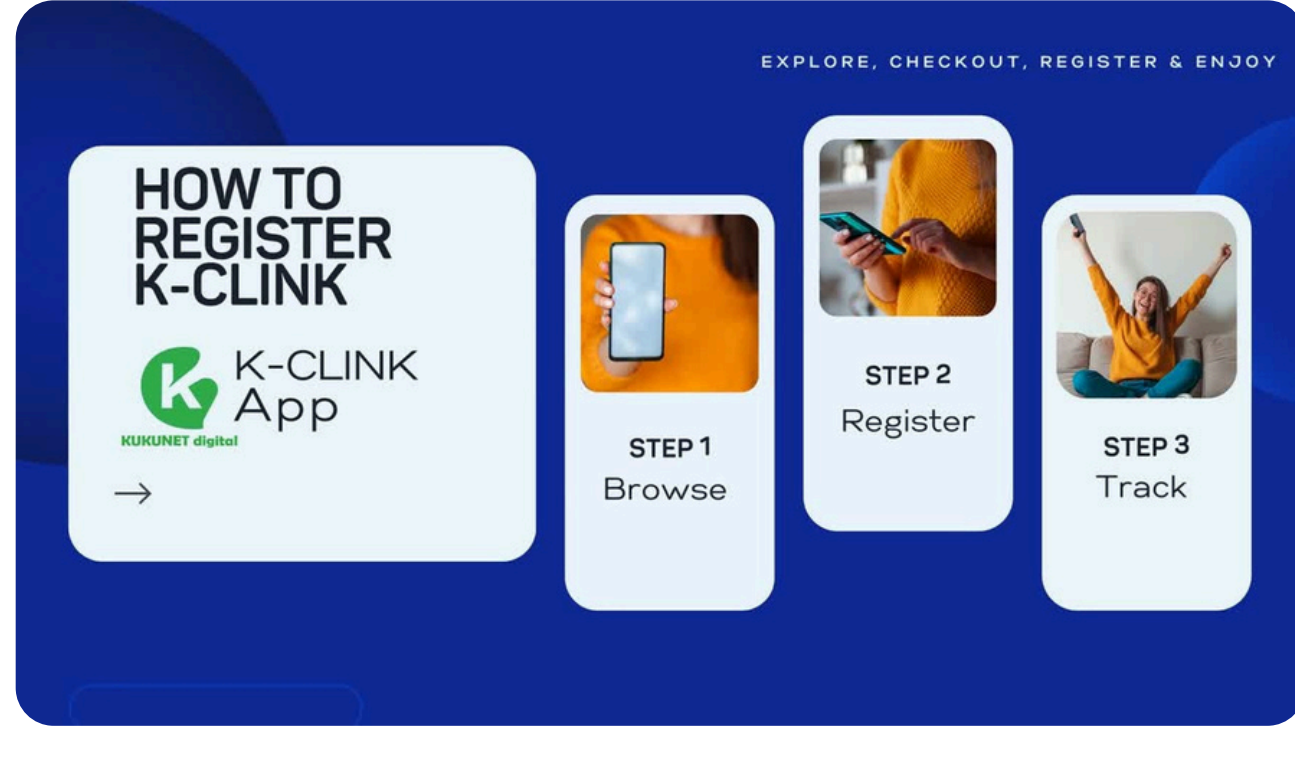 EXPLORE, CHECKOUT, REGISTER & ENJOY
HOW TO
REGISTER
K-CLINK
K
K-CLINK
App
KUKUNET digital
STEP 1
Browse
STEP 2
Register
STEP 3
Track